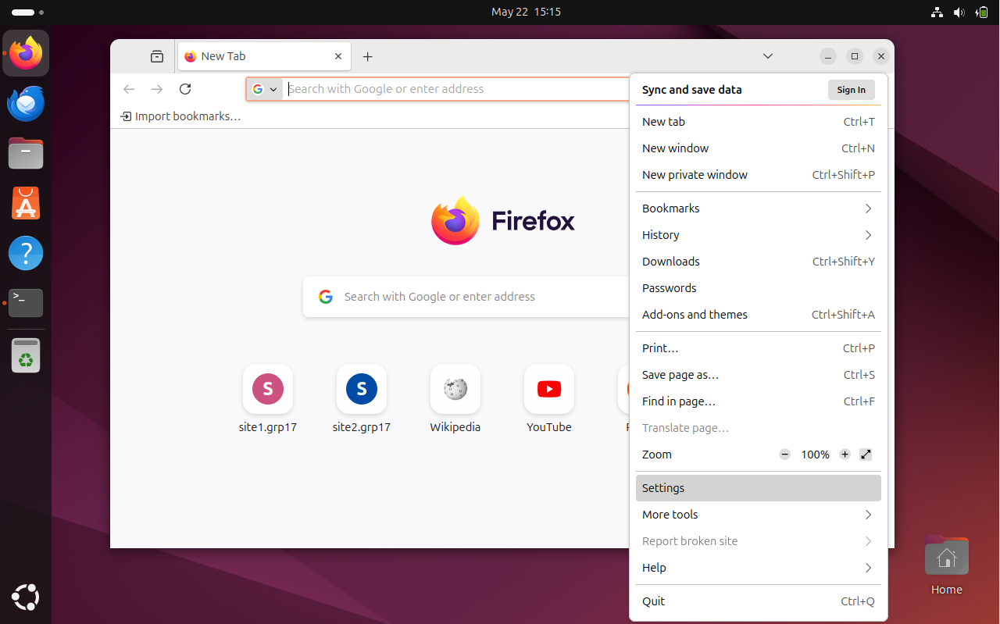 May 22 15:15
New Tab
Search with Google or enter address
Import bookmarks…
Firefox
Search with Google or enter address
S
S
site1.grp17
site2.grp17
Wikipedia
YouTube
Sync and save data Sign In
New tab Ctrl+T
New window Ctrl+N
New private window Ctrl+Shift+P
Bookmarks
History
Downloads Ctrl+Shift+Y
Passwords
Add-ons and themes Ctrl+Shift+A
Print… Ctrl+P
Save page as… Ctrl+S
Find in page… Ctrl+F
Translate page…
Zoom 100%
Settings
More tools
Report broken site
Help
Quit Ctrl+Q
Home